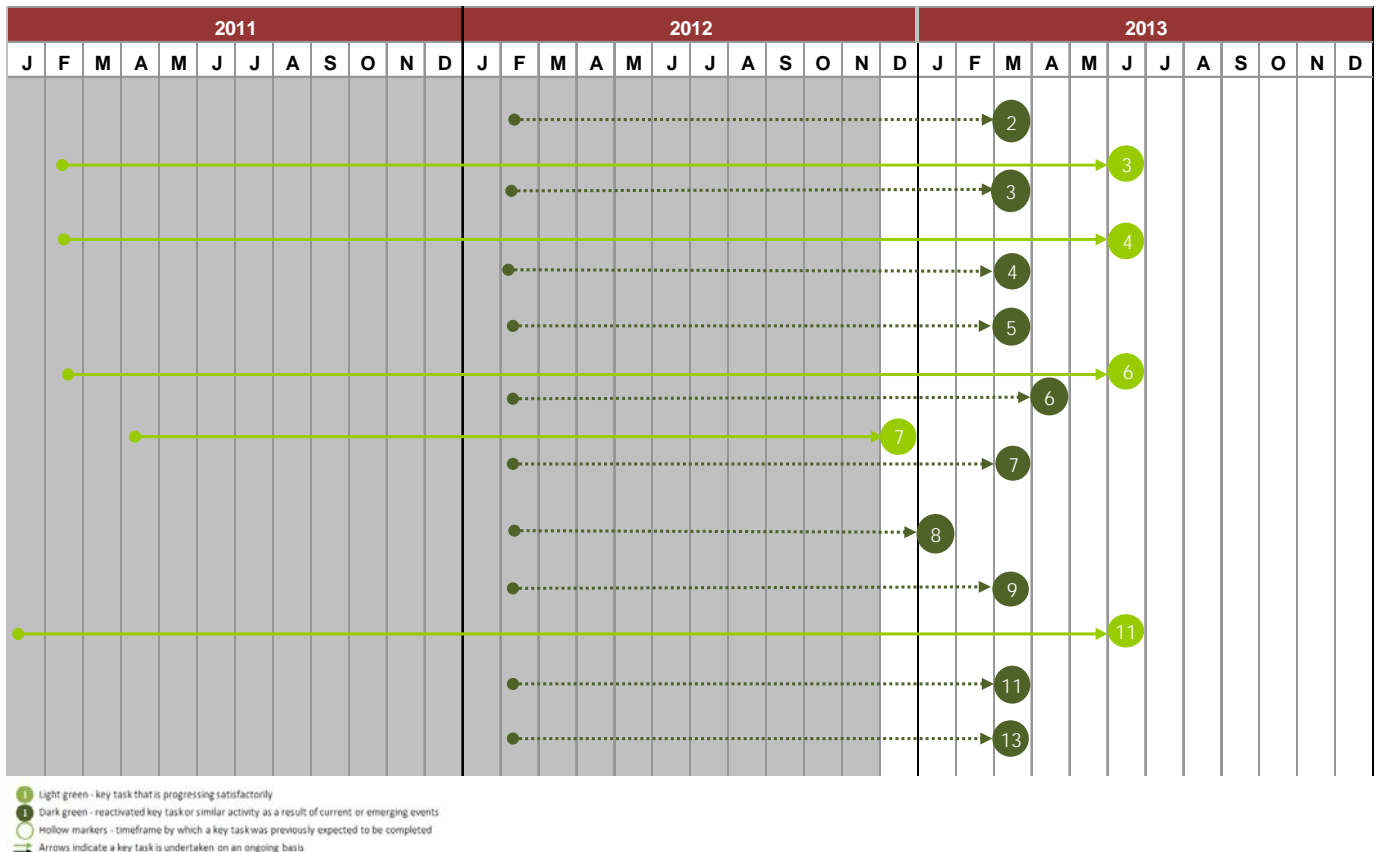 2011 2012 2013
J F M A M J J A S O N D J F M A M J J A S O N D J F M A M J J A S O N D
2
3
3
4
4
5
6
6
7
7
8
9
11
11
13
1 Light green - key task that is progressing satisfactorily
1 Dark green - reactivated key task or similar activity as a result of current or emerging events
Hollow markers - timeframe by which a key task was previously expected to be completed
Arrows indicate a key task is undertaken on an ongoing basis